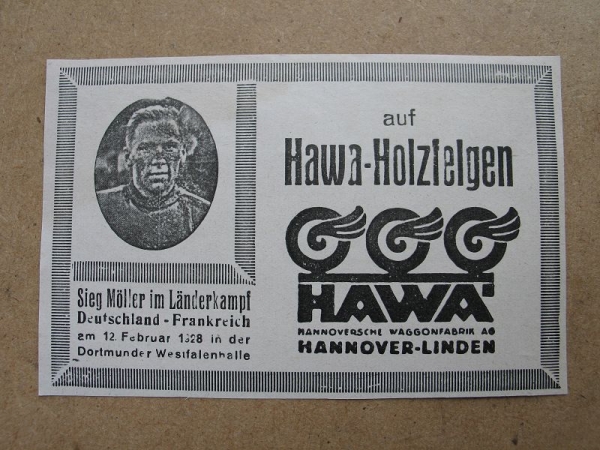 Sieg Möller im Länderkampf
Deutschland - Frankreich
am 12. Februar 1928 in der
Dortmunder Westfalenhalle
auf
Hawa-Holzfelgen
HAWA
HANNOVERSCHE WAGGONFABRIK AG
HANNOVER-LINDEN